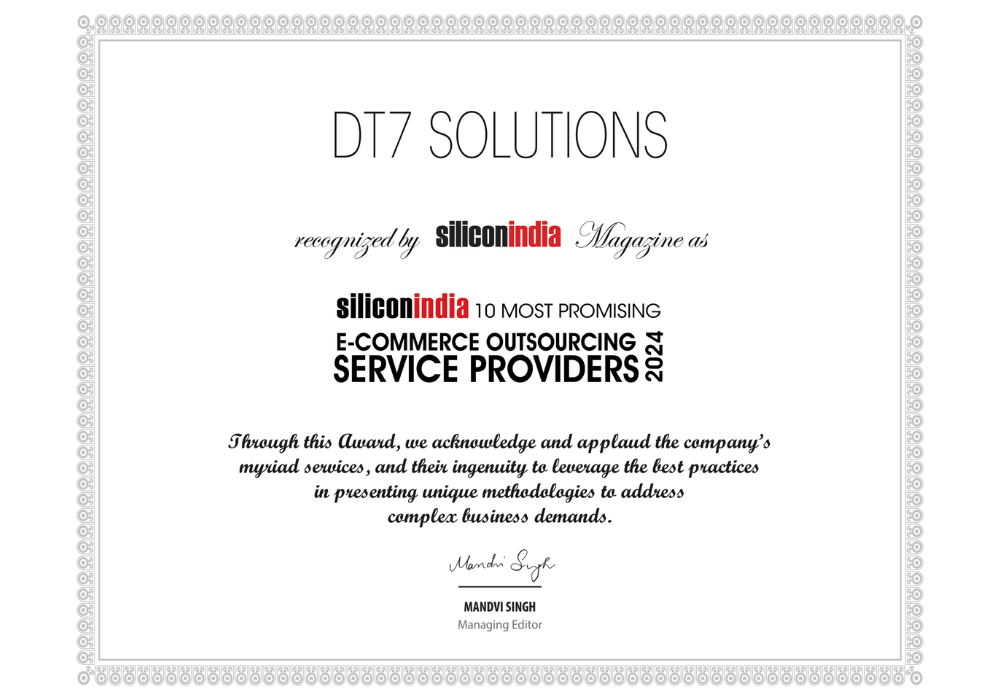 DT7 SOLUTIONS
recognized by siliconindia Magazine as
siliconindia 10 MOST PROMISING
E-COMMERCE OUTSOURCING
SERVICE PROVIDERS 2024
Through this Award, we acknowledge and applaud the company's
myriad services, and their ingenuity to leverage the best practices
in presenting unique methodologies to address
complex business demands.
Mandvi Singh
MANDVI SINGH
Managing Editor